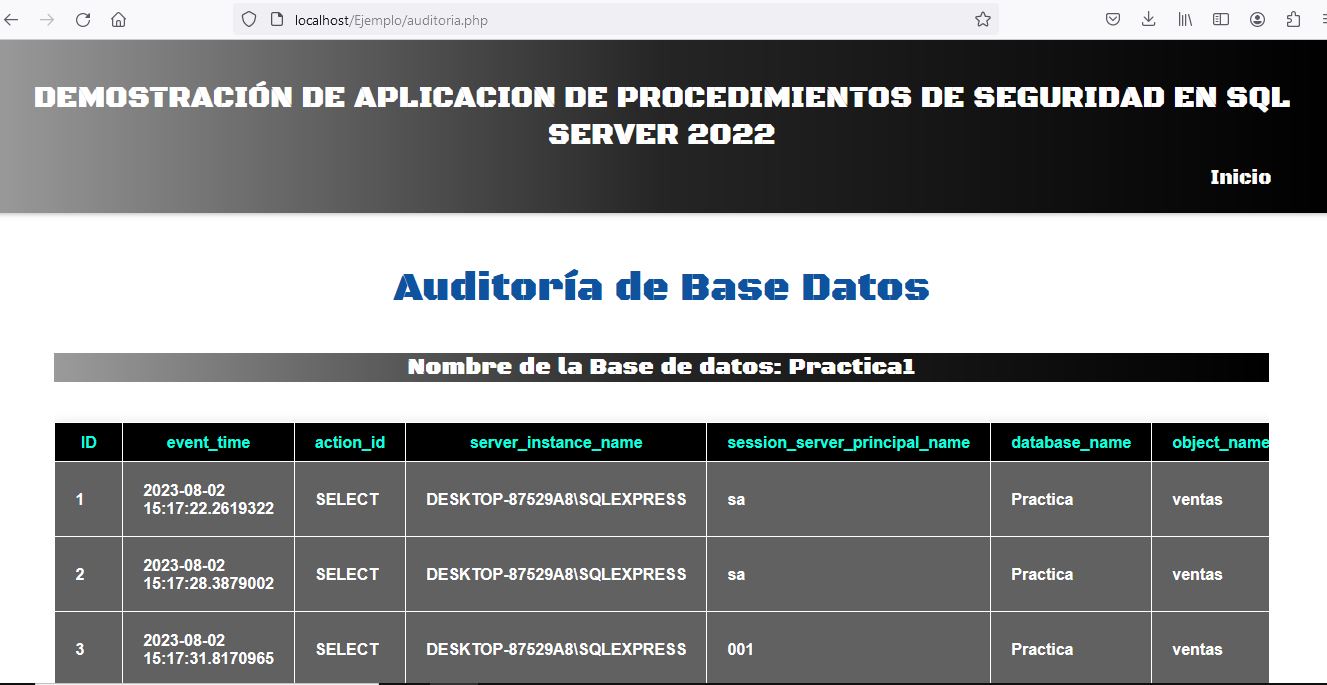 localhost/Ejemplo/auditoria.php
DEMOSTRACIÓN DE APLICACION DE PROCEDIMIENTOS DE SEGURIDAD EN SQL
SERVER 2022
Inicio
Auditoría de Base Datos
Nombre de la Base de datos: Practica1
ID event_time action_id server_instance_name session_server_principal_name database_name object_name
1 2023-08-02 15:17:22.2619322 SELECT DESKTOP-87529A8\SQLEXPRESS sa Practica ventas
2 2023-08-02 15:17:28.3879002 SELECT DESKTOP-87529A8\SQLEXPRESS sa Practica ventas
3 2023-08-02 15:17:31.8170965 SELECT DESKTOP-87529A8\SQLEXPRESS 001 Practica ventas